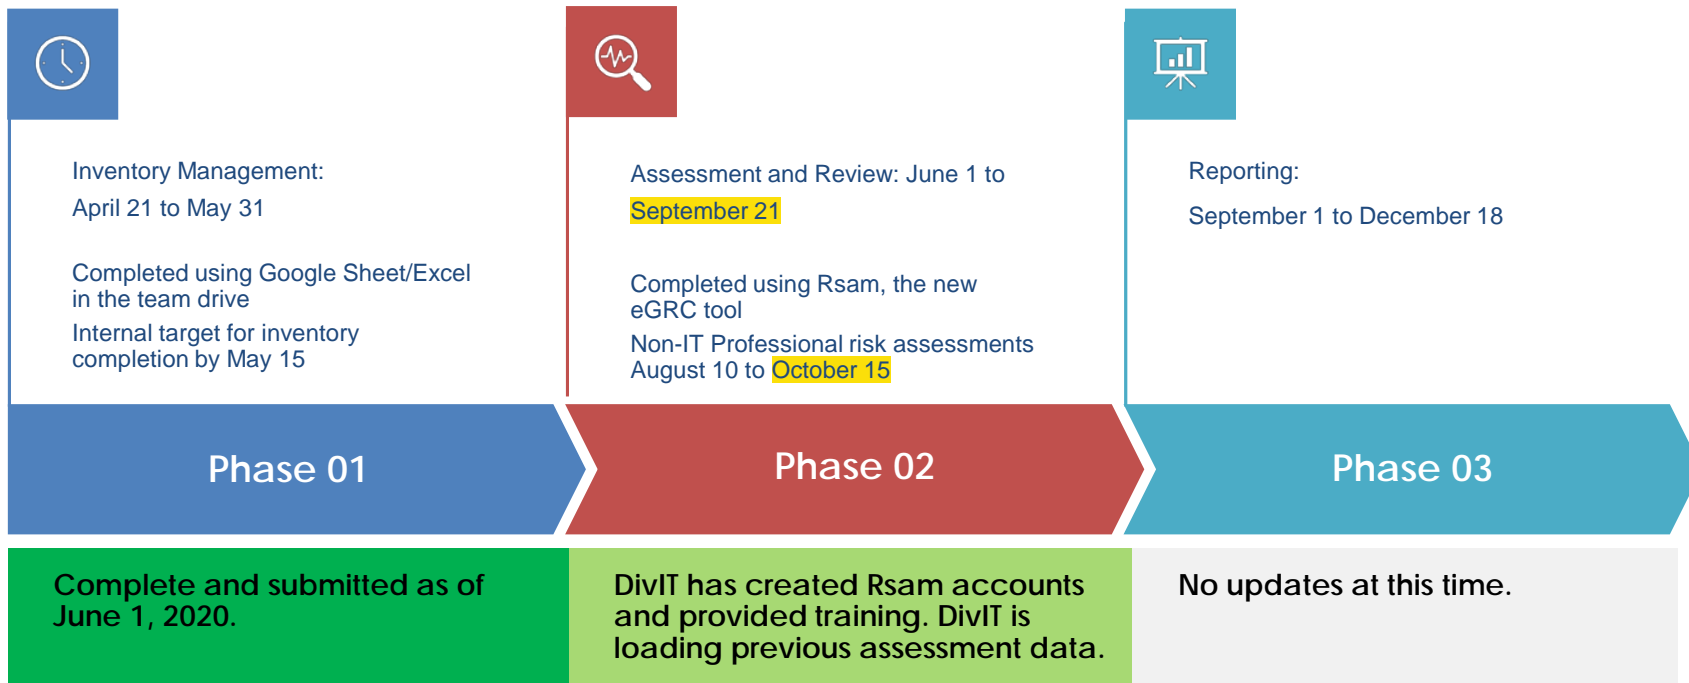 Inventory Management:
April 21 to May 31
Completed using Google Sheet/Excel
in the team drive
Internal target for inventory
completion by May 15
Assessment and Review: June 1 to
September 21
Completed using Rsam, the new
eGRC tool
Non-IT Professional risk assessments
August 10 to October 15
Reporting:
September 1 to December 18
Phase 01
Phase 02
Phase 03
Complete and submitted as of
June 1, 2020.
DivIT has created Rsam accounts
and provided training. DivIT is
loading previous assessment data.
No updates at this time.